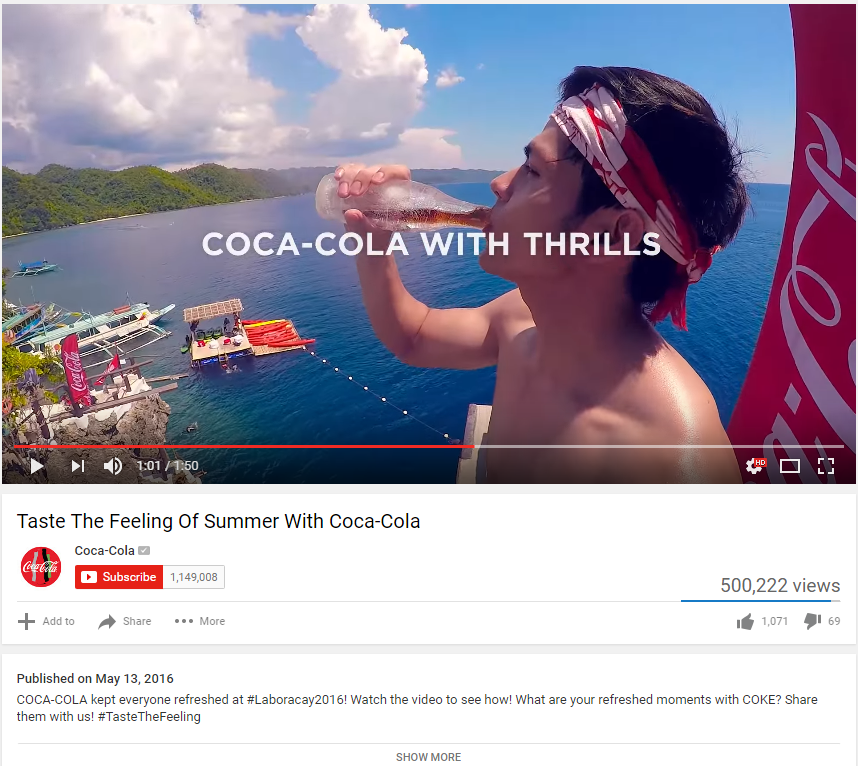 COCA-COLA WITH THRILLS
Coca-Cola
1:01 / 1:50
HD
Taste The Feeling Of Summer With Coca-Cola
Coca-Cola
Coca-Cola
Subscribe 1,149,008
500,222 views
Add to Share More 1,071 69
Published on May 13, 2016
COCA-COLA kept everyone refreshed at #Laboracay2016! Watch the video to see how! What are your refreshed moments with COKE? Share
them with us! #TasteTheFeeling
SHOW MORE